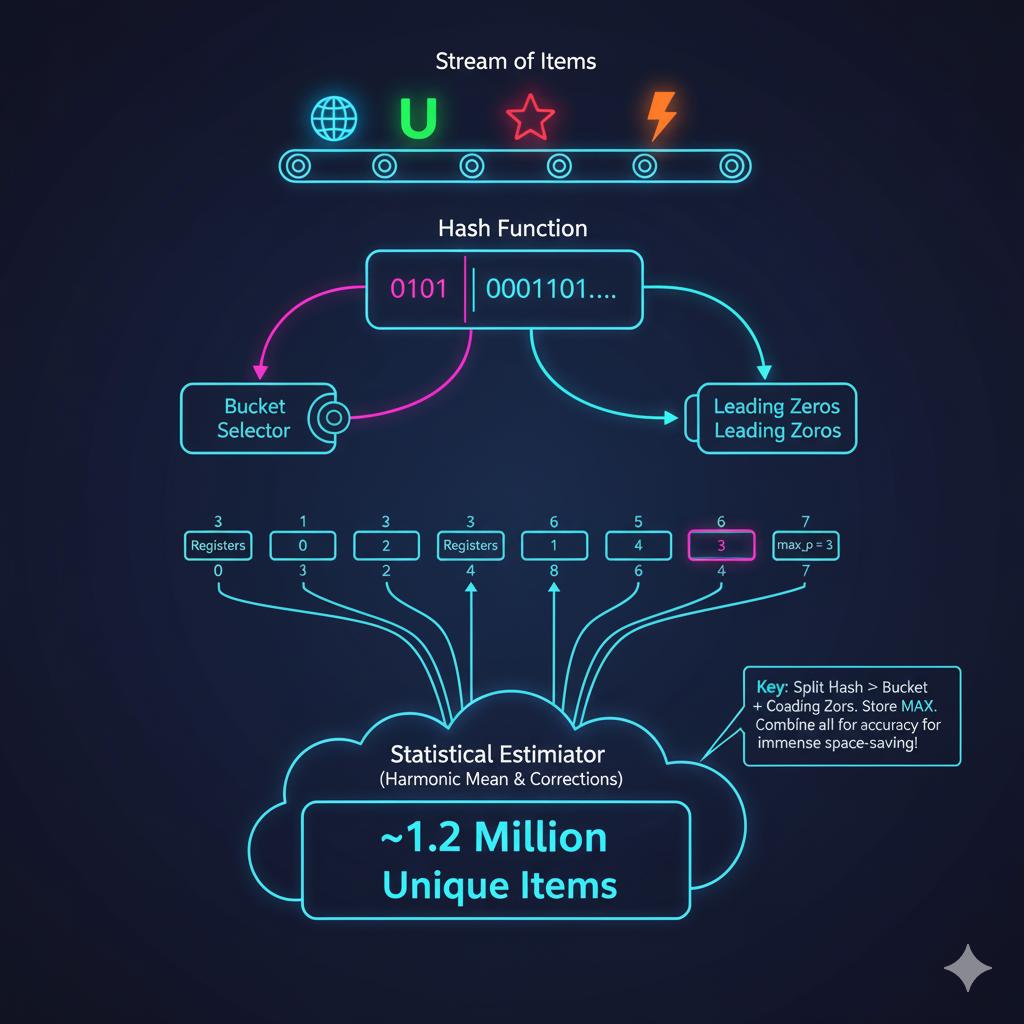 Stream of Items
U
Hash Function
0101 0001101....
Bucket
Selector
Leading Zeros
Leading Zoros
3 1 3 3 6 5 6 7
Registers 0 2 Registers 1 4 3 max_ρ = 3
0 3 2 4 8 6 4 7
Key: Split Hash > Bucket
+ Coading Zors. Store MAX.
Combine all for accuracy for
immense space-saving!
Statistical Estimiator
(Harmonic Mean & Corrections)
~1.2 Million
Unique Items